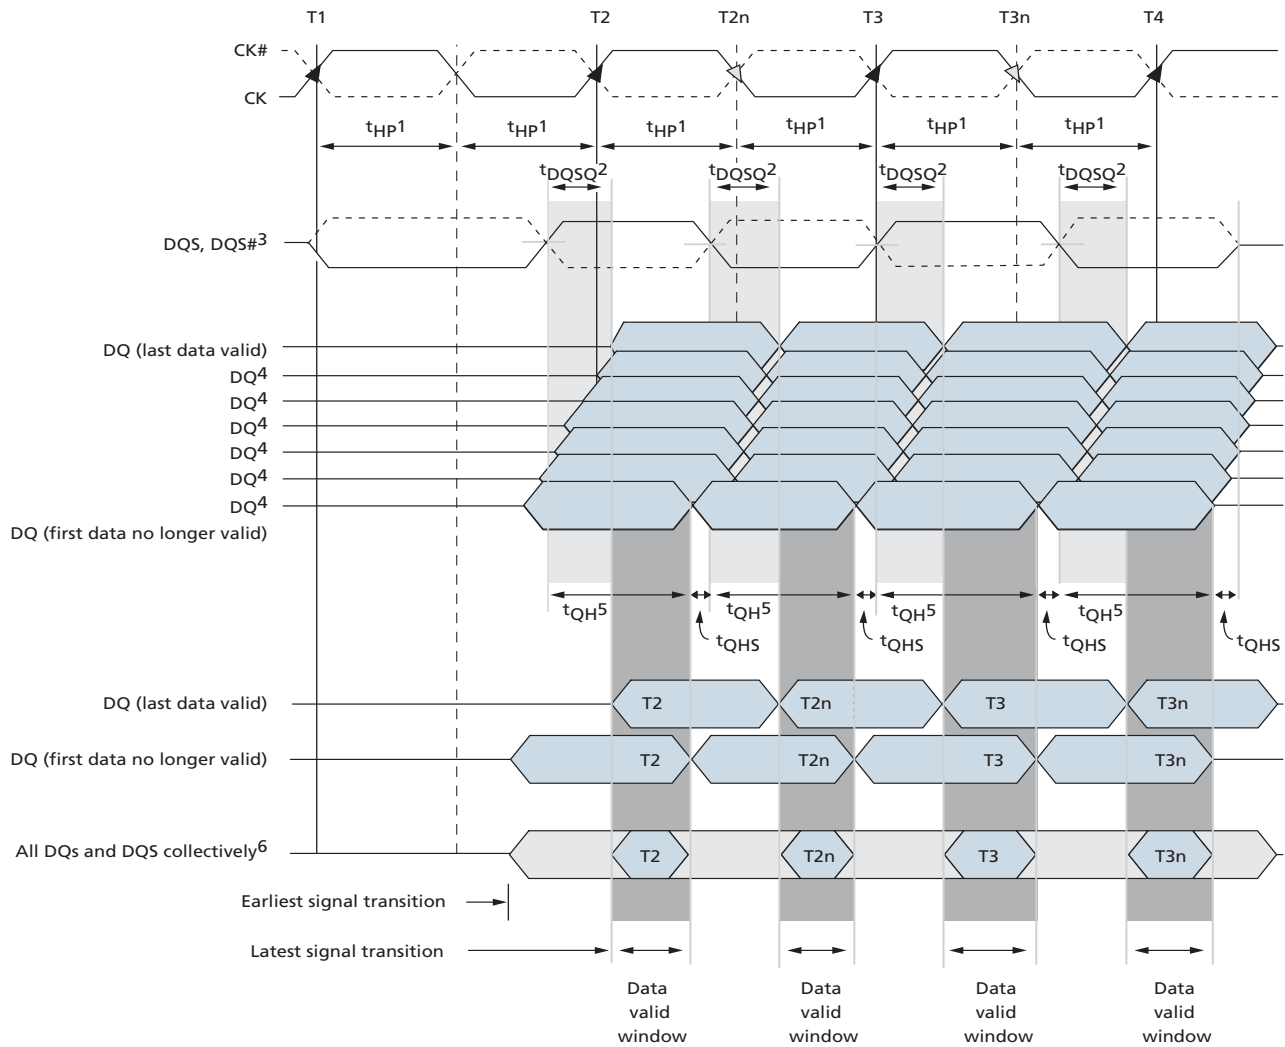 T1 T2 T2n T3 T3n T4
CK#
CK
tHP1 tHP1 tHP1 tHP1 tHP1 tHP1
tDQSQ2 tDQSQ2 tDQSQ2 tDQSQ2
DQS, DQS#3
DQ (last data valid)
DQ4
DQ4
DQ4
DQ4
DQ4
DQ4
DQ (first data no longer valid)
tQH5 tQH5 tQH5 tQH5
tQHS tQHS tQHS tQHS
DQ (last data valid) T2 T2n T3 T3n
DQ (first data no longer valid) T2 T2n T3 T3n
All DQs and DQS collectively6 T2 T2n T3 T3n
Earliest signal transition
Latest signal transition
Data valid window
Data valid window
Data valid window
Data valid window